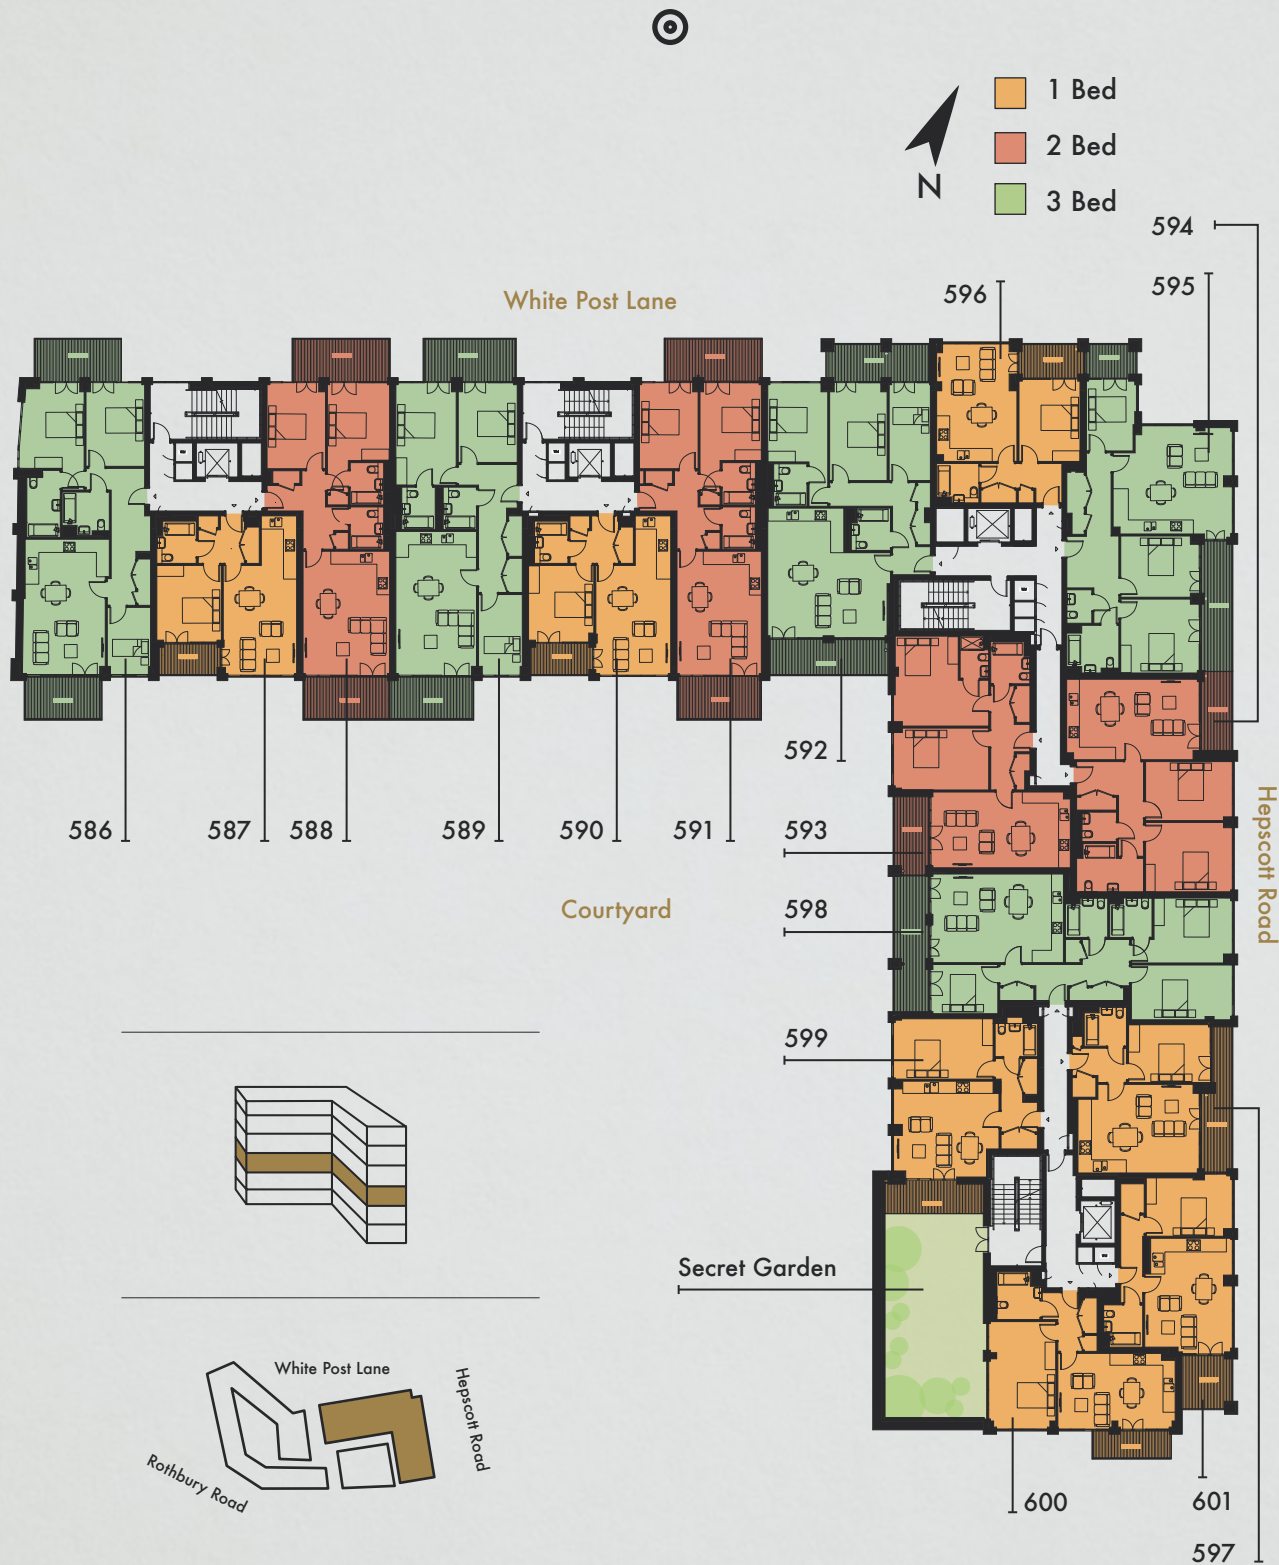 1 Bed
2 Bed
3 Bed
N
594
595
596
White Post Lane
592
586
587
588
589
590
591
593
Hepscott Road
598
Courtyard
599
Secret Garden
White Post Lane
Hepscott Road
Rothbury Road
600
601
597